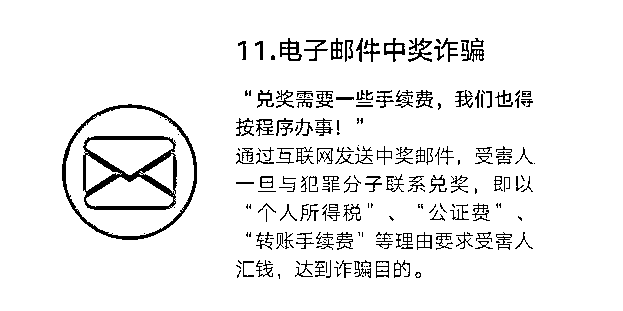 11.电子邮件中奖诈骗
“兑奖需要一些手续费，我们也得
按程序办事！”
通过互联网发送中奖邮件，受害人
一旦与犯罪分子联系兑奖，即以
“个人所得税”、“公证费”、
“转账手续费”等理由要求受害人
汇钱，达到诈骗目的。